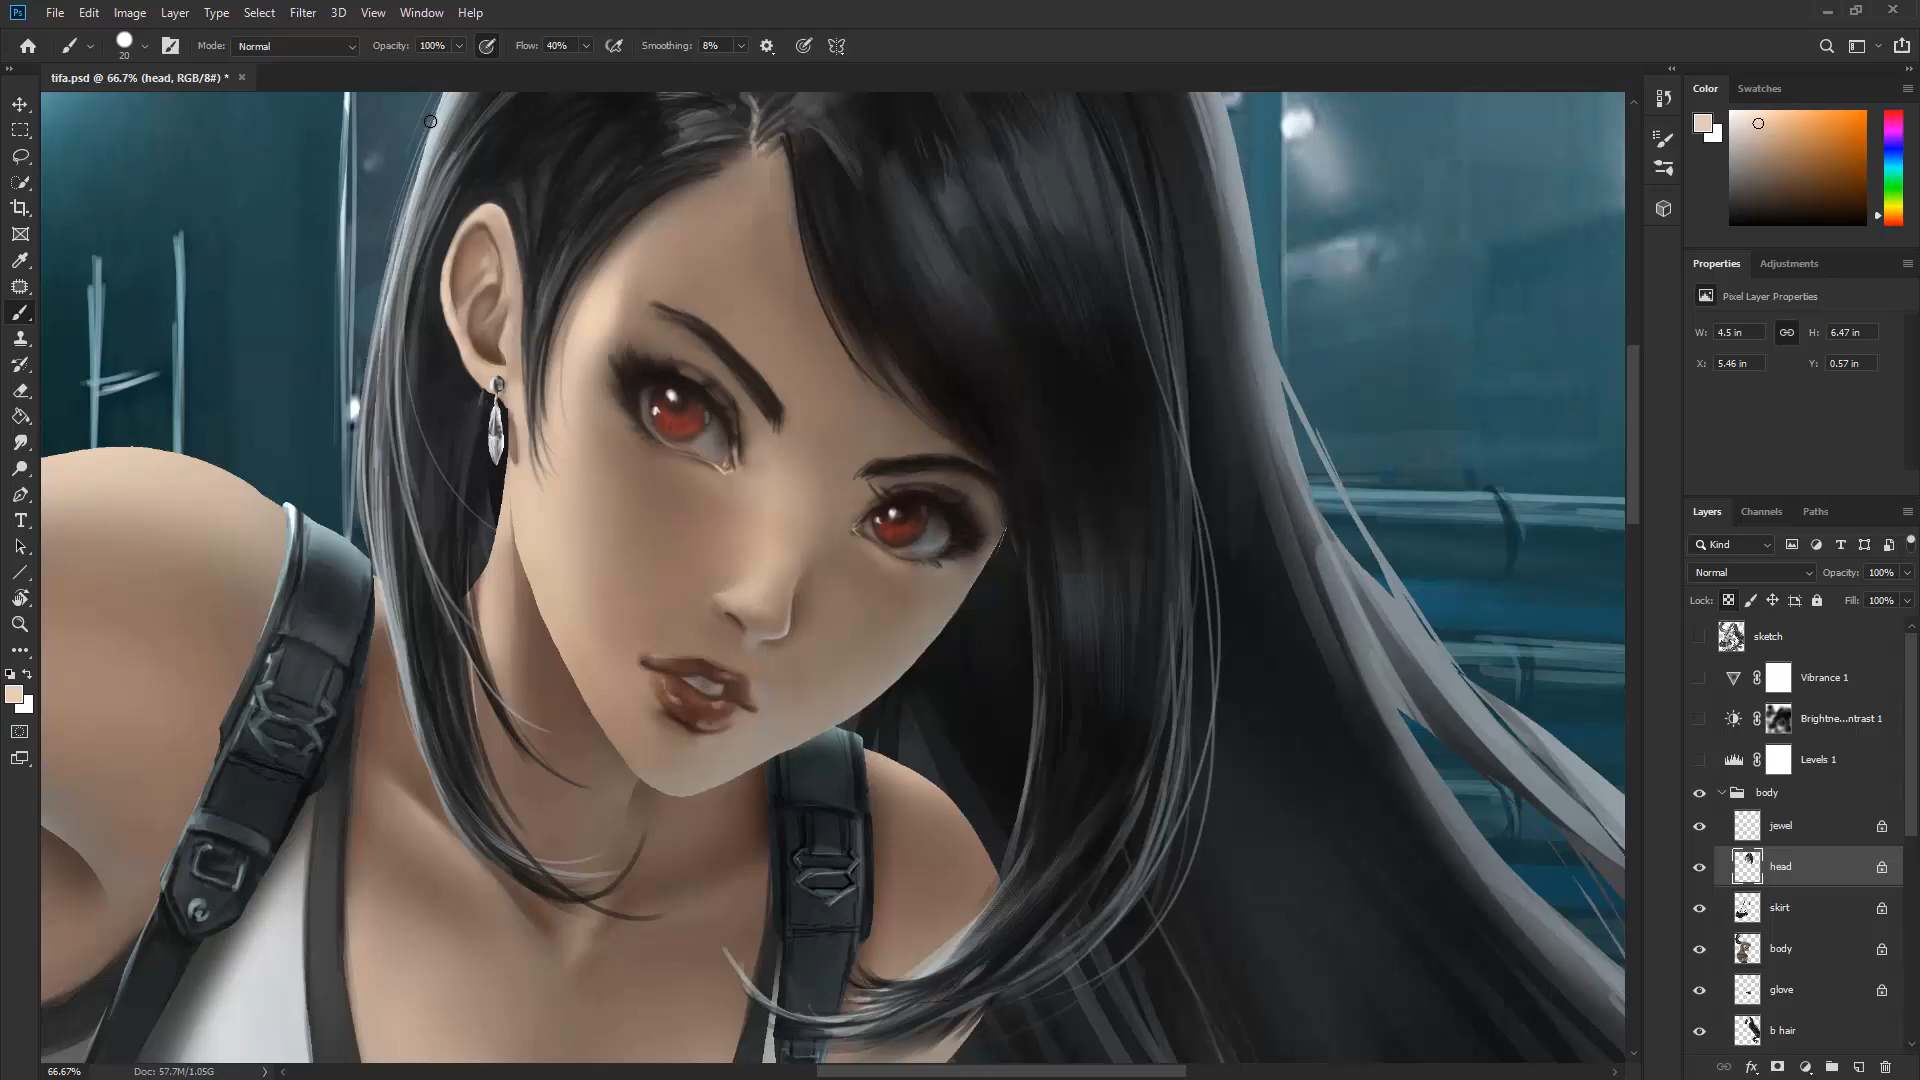 Ps File Edit Image Layer Type Select Filter 3D View Window Help
20 Mode: Normal Opacity: 100% Flow: 40% Smoothing: 8%
tifa.psd @ 66.7% (head, RGB/8#) *
Color Swatches
Properties Adjustments
Pixel Layer Properties
W: 4.5 in H: 6.47 in
X: 5.46 in Y: 0.57 in
Layers Channels Paths
Kind
Normal Opacity: 100%
Lock: Fill: 100%
sketch
Vibrance 1
Brightne...ntrast 1
Levels 1
body
jewel
head
skirt
body
glove
b hair
66.67% Doc: 57.7M/1.05G